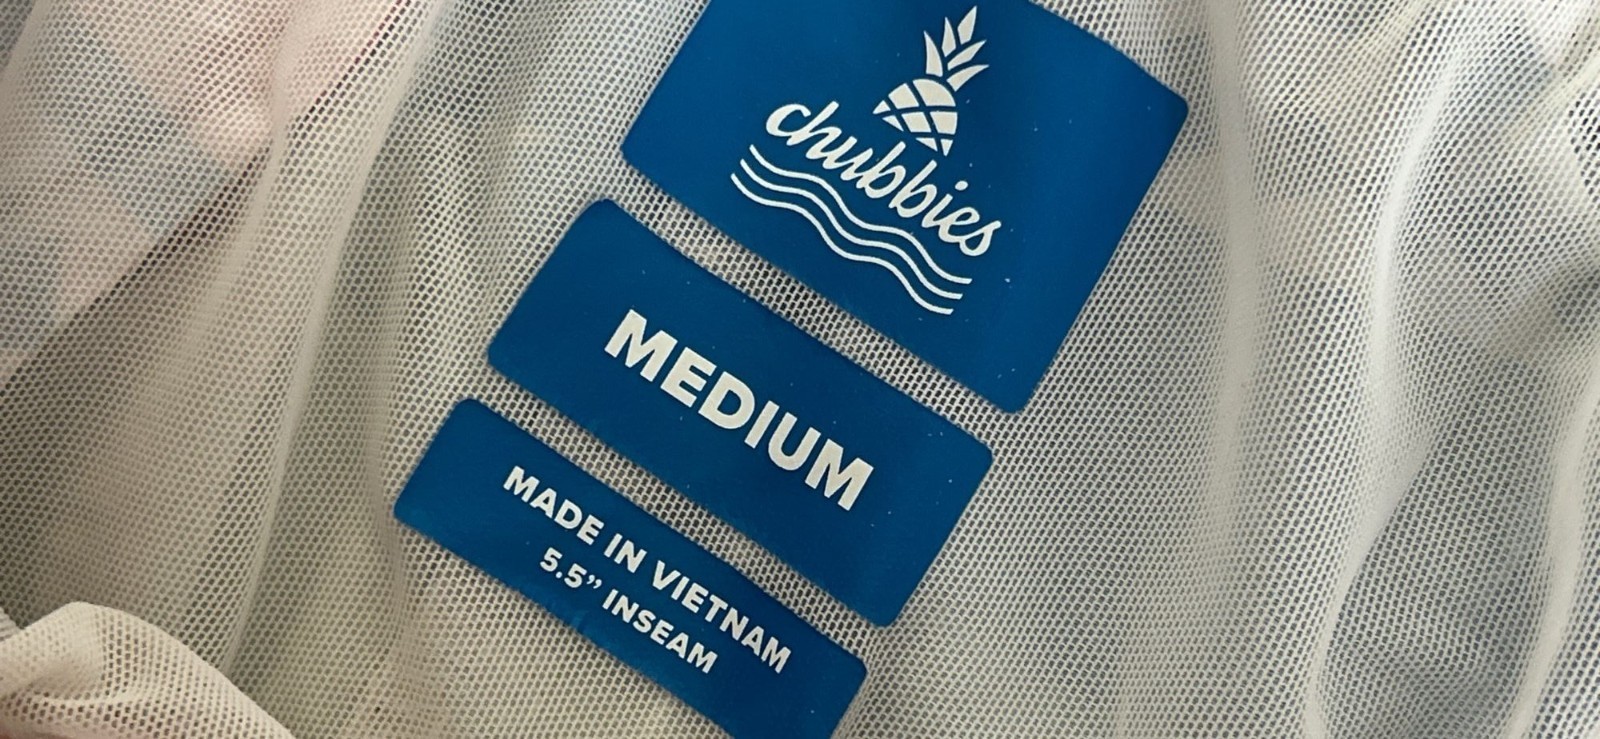 chubbies
MEDIUM
MADE IN VIETNAM
5.5” INSEAM